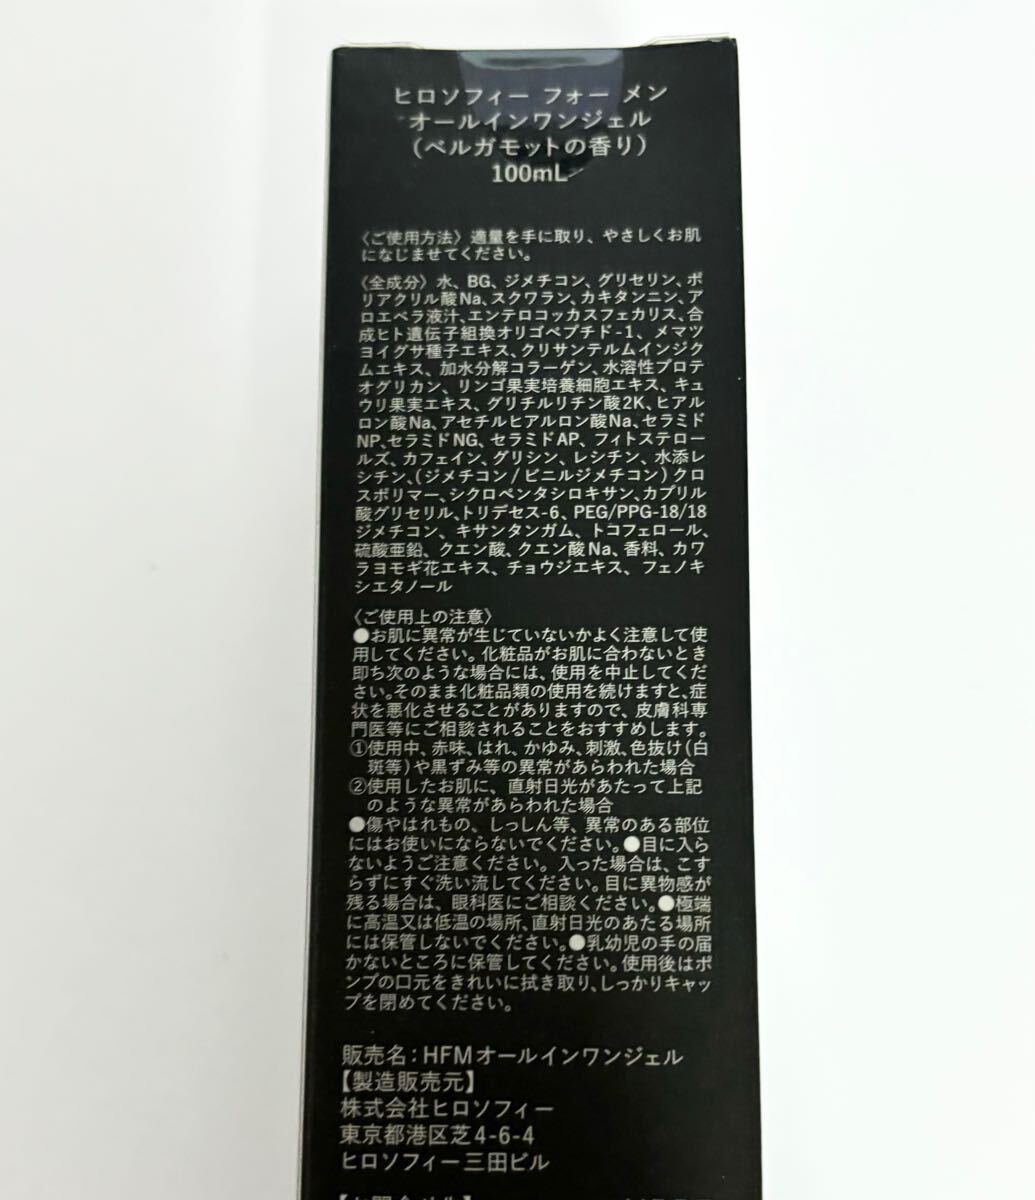 ヒロソフィー フォー メン
オールインワンジェル
(ベルガモットの香り)
100mL
〈ご使用方法〉適量を手に取り、やさしくお肌
になじませてください。
〈全成分〉水、BG、ジメチコン、グリセリン、ポ
リアクリル酸Na、スクワラン、カキタンニン、ア
ロエベラ液汁、エンテロコッカスフェカリス、合
成ヒト遺伝子組換オリゴペプチド-1、メマツ
ヨイグサ種子エキス、クリサンテルムインジク
ムエキス、加水分解コラーゲン、水溶性プロテ
オグリカン、リンゴ果実培養細胞エキス、キュ
ウリ果実エキス、グリチルリチン酸2K、ヒアル
ロン酸Na、アセチルヒアルロン酸Na、セラミド
NP、セラミドNG、セラミドAP、フィトステロー
ルズ、カフェイン、グリシン、レシチン、水添レ
シチン、(ジメチコン/ビニルジメチコン)クロ
スポリマー、シクロペンタシロキサン、カプリル
酸グリセリル、トリデセス-6、PEG/PPG-18/18
ジメチコン、キサンタンガム、トコフェロール、
硫酸亜鉛、クエン酸、クエン酸Na、香料、カワ
ラヨモギ花エキス、チョウジエキス、フェノキ
シエタノール
〈ご使用上の注意〉
●お肌に異常が生じていないかよく注意して使
用してください。化粧品がお肌に合わないとき
即ち次のような場合には、使用を中止してくだ
さい。そのまま化粧品類の使用を続けますと、症
状を悪化させることがありますので、皮膚科専
門医等にご相談されることをおすすめします。
①使用中、赤味、はれ、かゆみ、刺激、色抜け(白
斑等)や黒ずみ等の異常があらわれた場合
②使用したお肌に、直射日光があたって上記
のような異常があらわれた場合
●傷やはれもの、しっしん等、異常のある部位
にはお使いにならないでください。●目に入ら
ないようご注意ください。入った場合は、こす
らずにすぐ洗い流してください。目に異物感が
残る場合は、眼科医にご相談ください。●極端
に高温又は低温の場所、直射日光のあたる場所
には保管しないでください。●乳幼児の手の届
かないところに保管してください。使用後はポ
ンプの口元をきれいに拭き取り、しっかりキャッ
プを閉めてください。
販売名:HFMオールインワンジェル
【製造販売元】
株式会社ヒロソフィー
東京都港区芝4-6-4
ヒロソフィー三田ビル